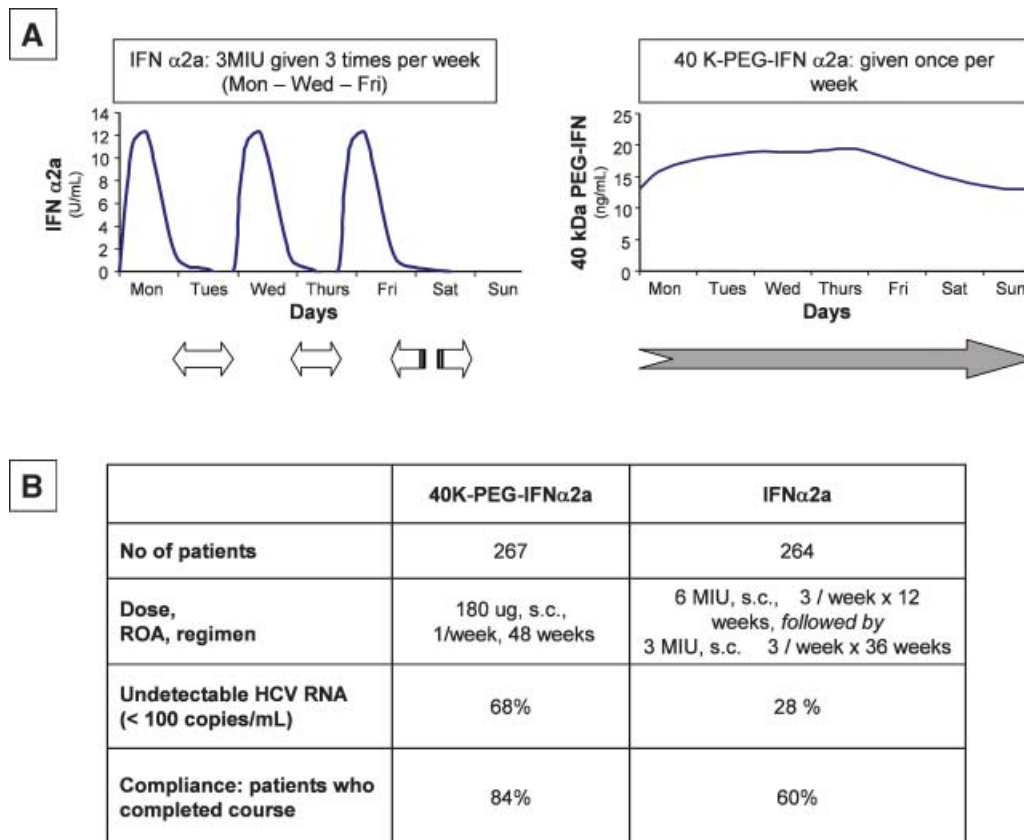 A
IFN α2a: 3MIU given 3 times per week
(Mon – Wed – Fri)
14
12
10
8
6
4
2
0
IFN α2a
(U/mL)
Mon Tues Wed Thurs Fri Sat Sun
Days
40 K-PEG-IFN α2a: given once per
week
25
20
15
10
5
0
40 kDa PEG-IFN
(ng/mL)
Mon Tues Wed Thurs Fri Sat Sun
Days
B
40K-PEG-IFNα2a IFNα2a
No of patients 267 264
Dose,
ROA, regimen
180 ug, s.c.,
1/week, 48 weeks
6 MIU, s.c., 3 / week x 12
weeks, followed by
3 MIU, s.c. 3 / week x 36 weeks
Undetectable HCV RNA
(< 100 copies/mL)
68% 28 %
Compliance: patients who
completed course
84% 60%